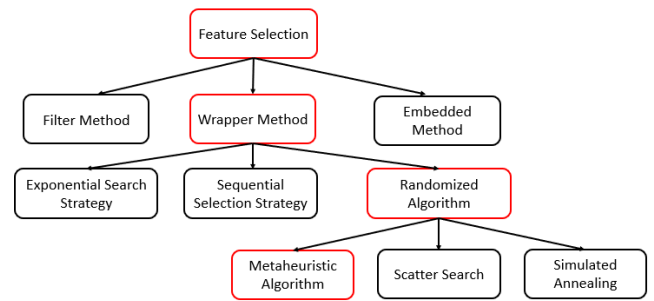 Feature Selection
Filter Method
Wrapper Method
Embedded
Method
Exponential Search
Strategy
Sequential
Selection Strategy
Randomized
Algorithm
Metaheuristic
Algorithm
Scatter Search
Simulated
Annealing